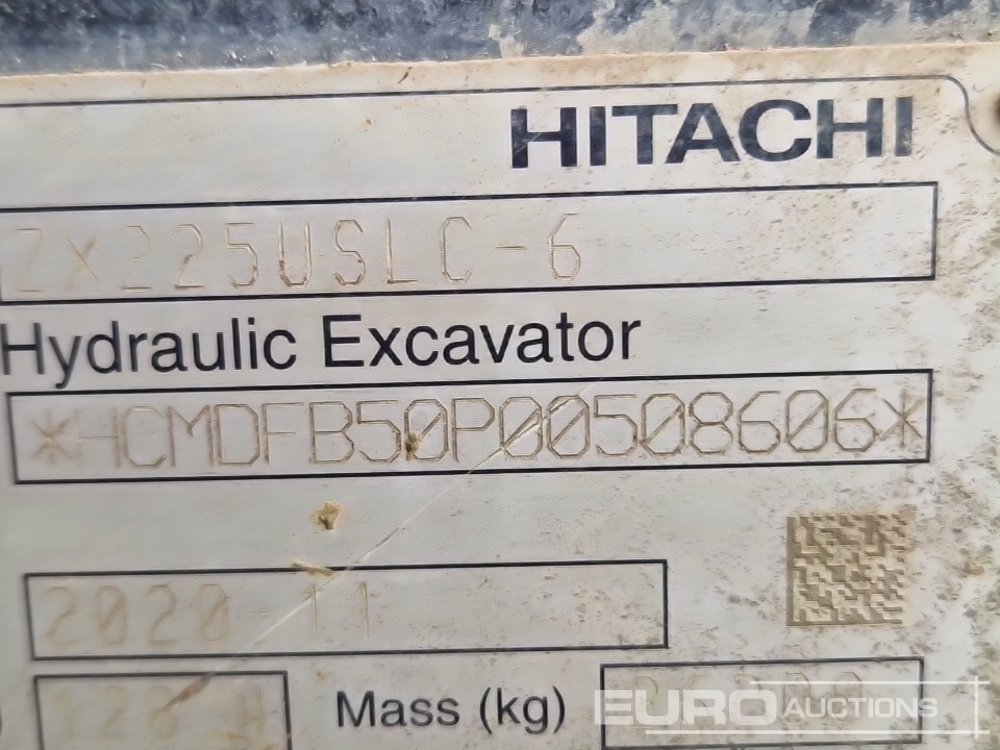 HITACHI
ZX225USLC-6
Hydraulic Excavator
*HCMDFB50P00508606*
2020-11
Mass (kg)
EURO AUCTIONS